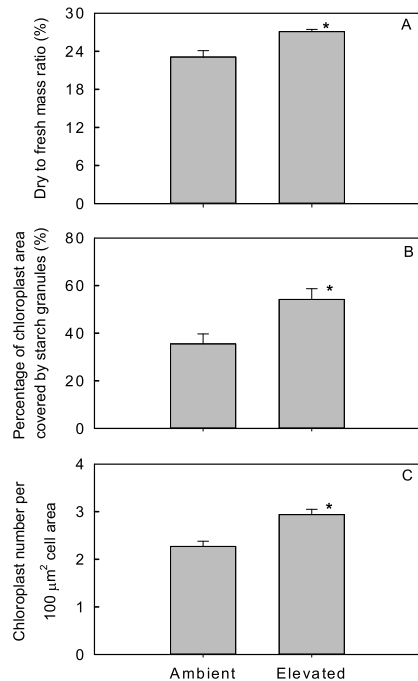 Dry to fresh mass ratio (%)
30
24
18
12
6
0
A
*
Percentage of chloroplast area
covered by starch granules (%)
80
60
40
20
0
B
*
Chloroplast number per
100 μm² cell area
4
3
2
1
0
C
*
Ambient
Elevated